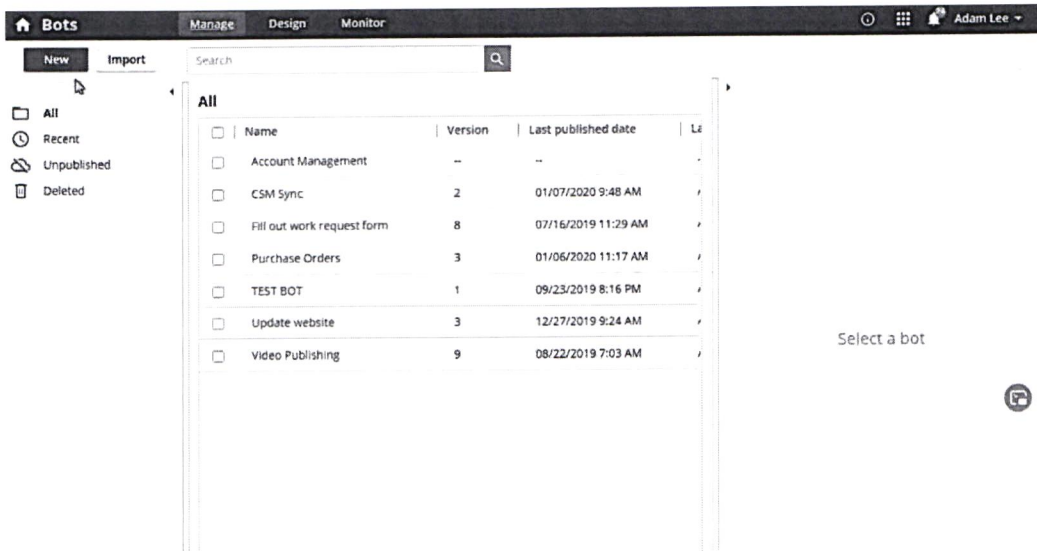 Bots Manage Design Monitor Adam Lee
New Import Search
All
Recent
Unpublished
Deleted
All
Name Version Last published date La
Account Management -- --
CSM Sync 2 01/07/2020 9:48 AM
Fill out work request form 8 07/16/2019 11:29 AM
Purchase Orders 3 01/06/2020 11:17 AM
TEST BOT 1 09/23/2019 8:16 PM
Update website 3 12/27/2019 9:24 AM
Video Publishing 9 08/22/2019 7:03 AM
Select a bot